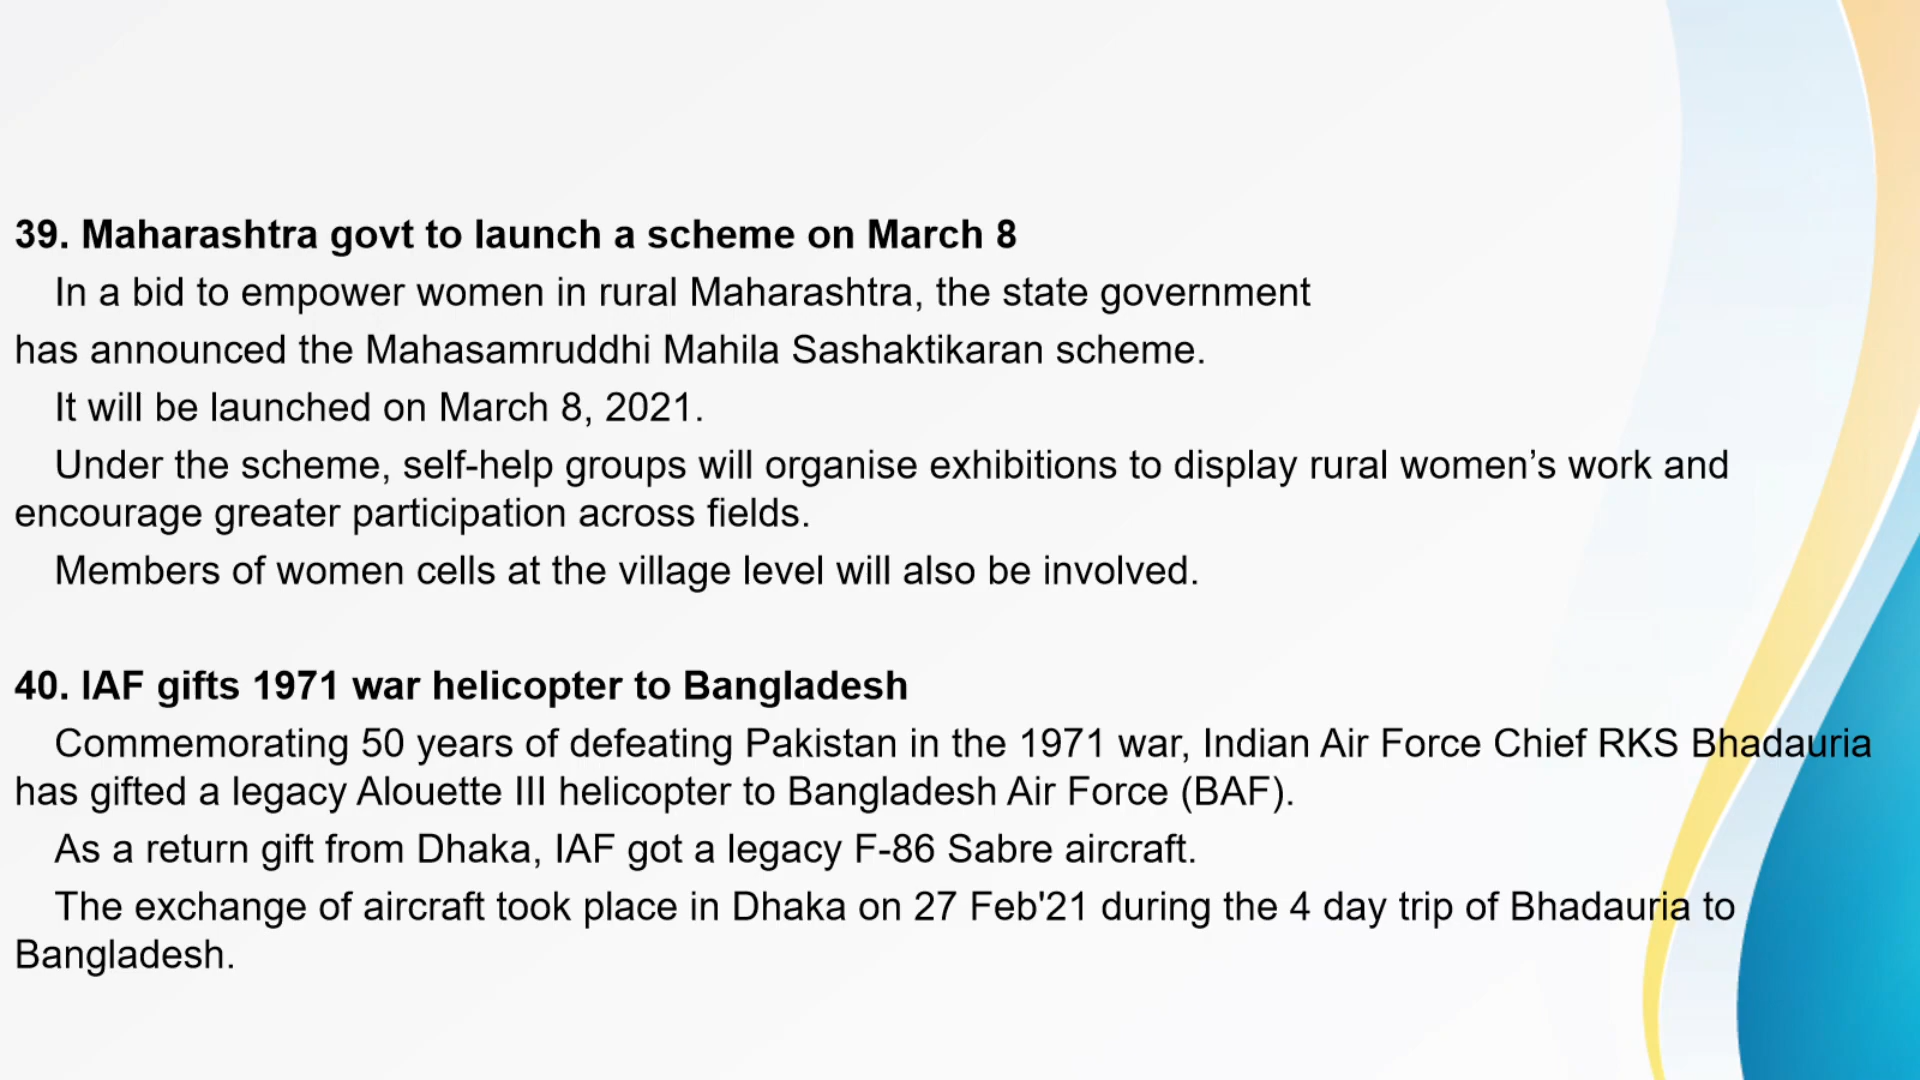 39. Maharashtra govt to launch a scheme on March 8
In a bid to empower women in rural Maharashtra, the state government
has announced the Mahasamruddhi Mahila Sashaktikaran scheme.
It will be launched on March 8, 2021.
Under the scheme, self-help groups will organise exhibitions to display rural women’s work and
encourage greater participation across fields.
Members of women cells at the village level will also be involved.
40. IAF gifts 1971 war helicopter to Bangladesh
Commemorating 50 years of defeating Pakistan in the 1971 war, Indian Air Force Chief RKS Bhadauria
has gifted a legacy Alouette III helicopter to Bangladesh Air Force (BAF).
As a return gift from Dhaka, IAF got a legacy F-86 Sabre aircraft.
The exchange of aircraft took place in Dhaka on 27 Feb'21 during the 4 day trip of Bhadauria to
Bangladesh.